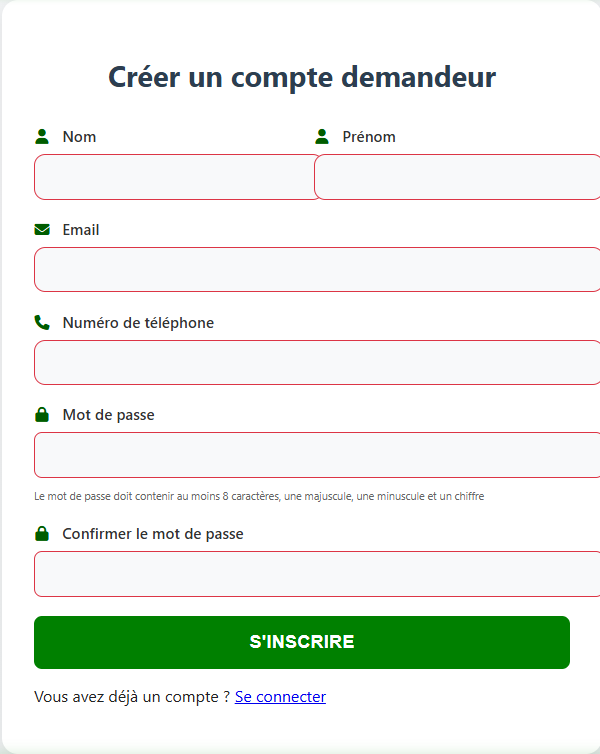 Créer un compte demandeur
Nom
Prénom
Email
Numéro de téléphone
Mot de passe
Le mot de passe doit contenir au moins 8 caractères, une majuscule, une minuscule et un chiffre
Confirmer le mot de passe
S'INSCRIRE
Vous avez déjà un compte ? Se connecter